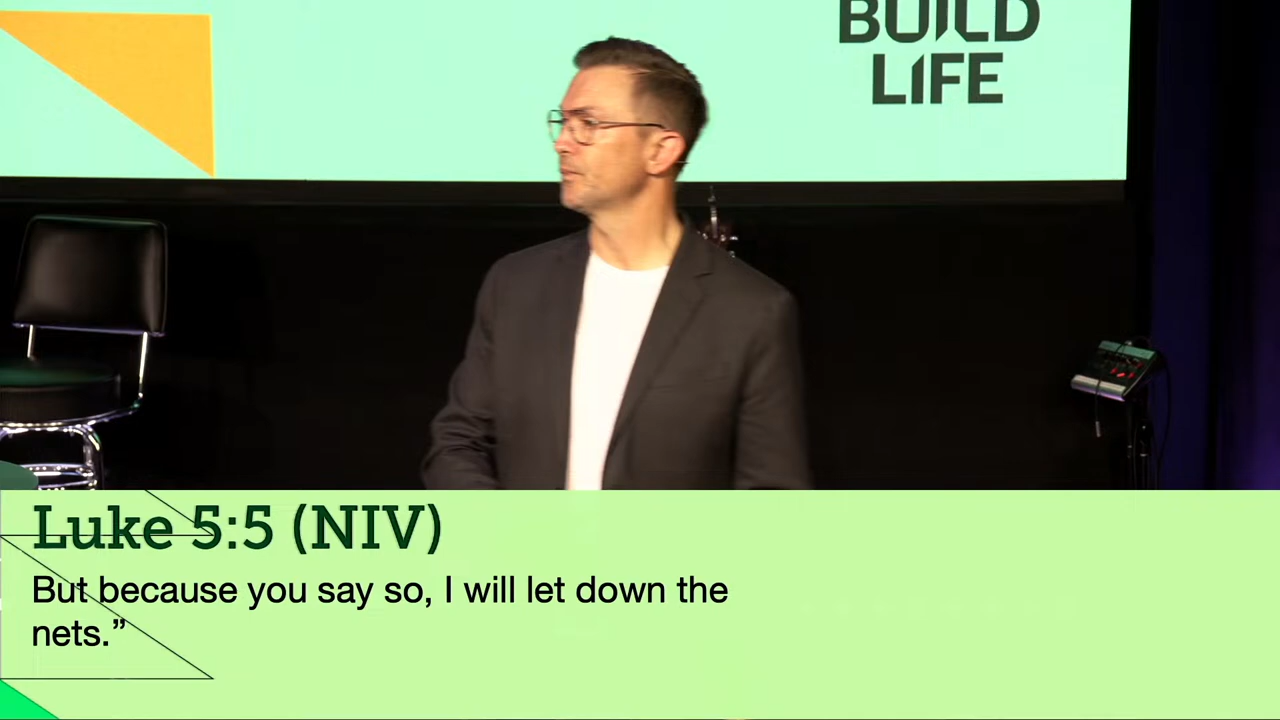 BUILD
LIFE
Luke 5:5 (NIV)
But because you say so, I will let down the
nets.”